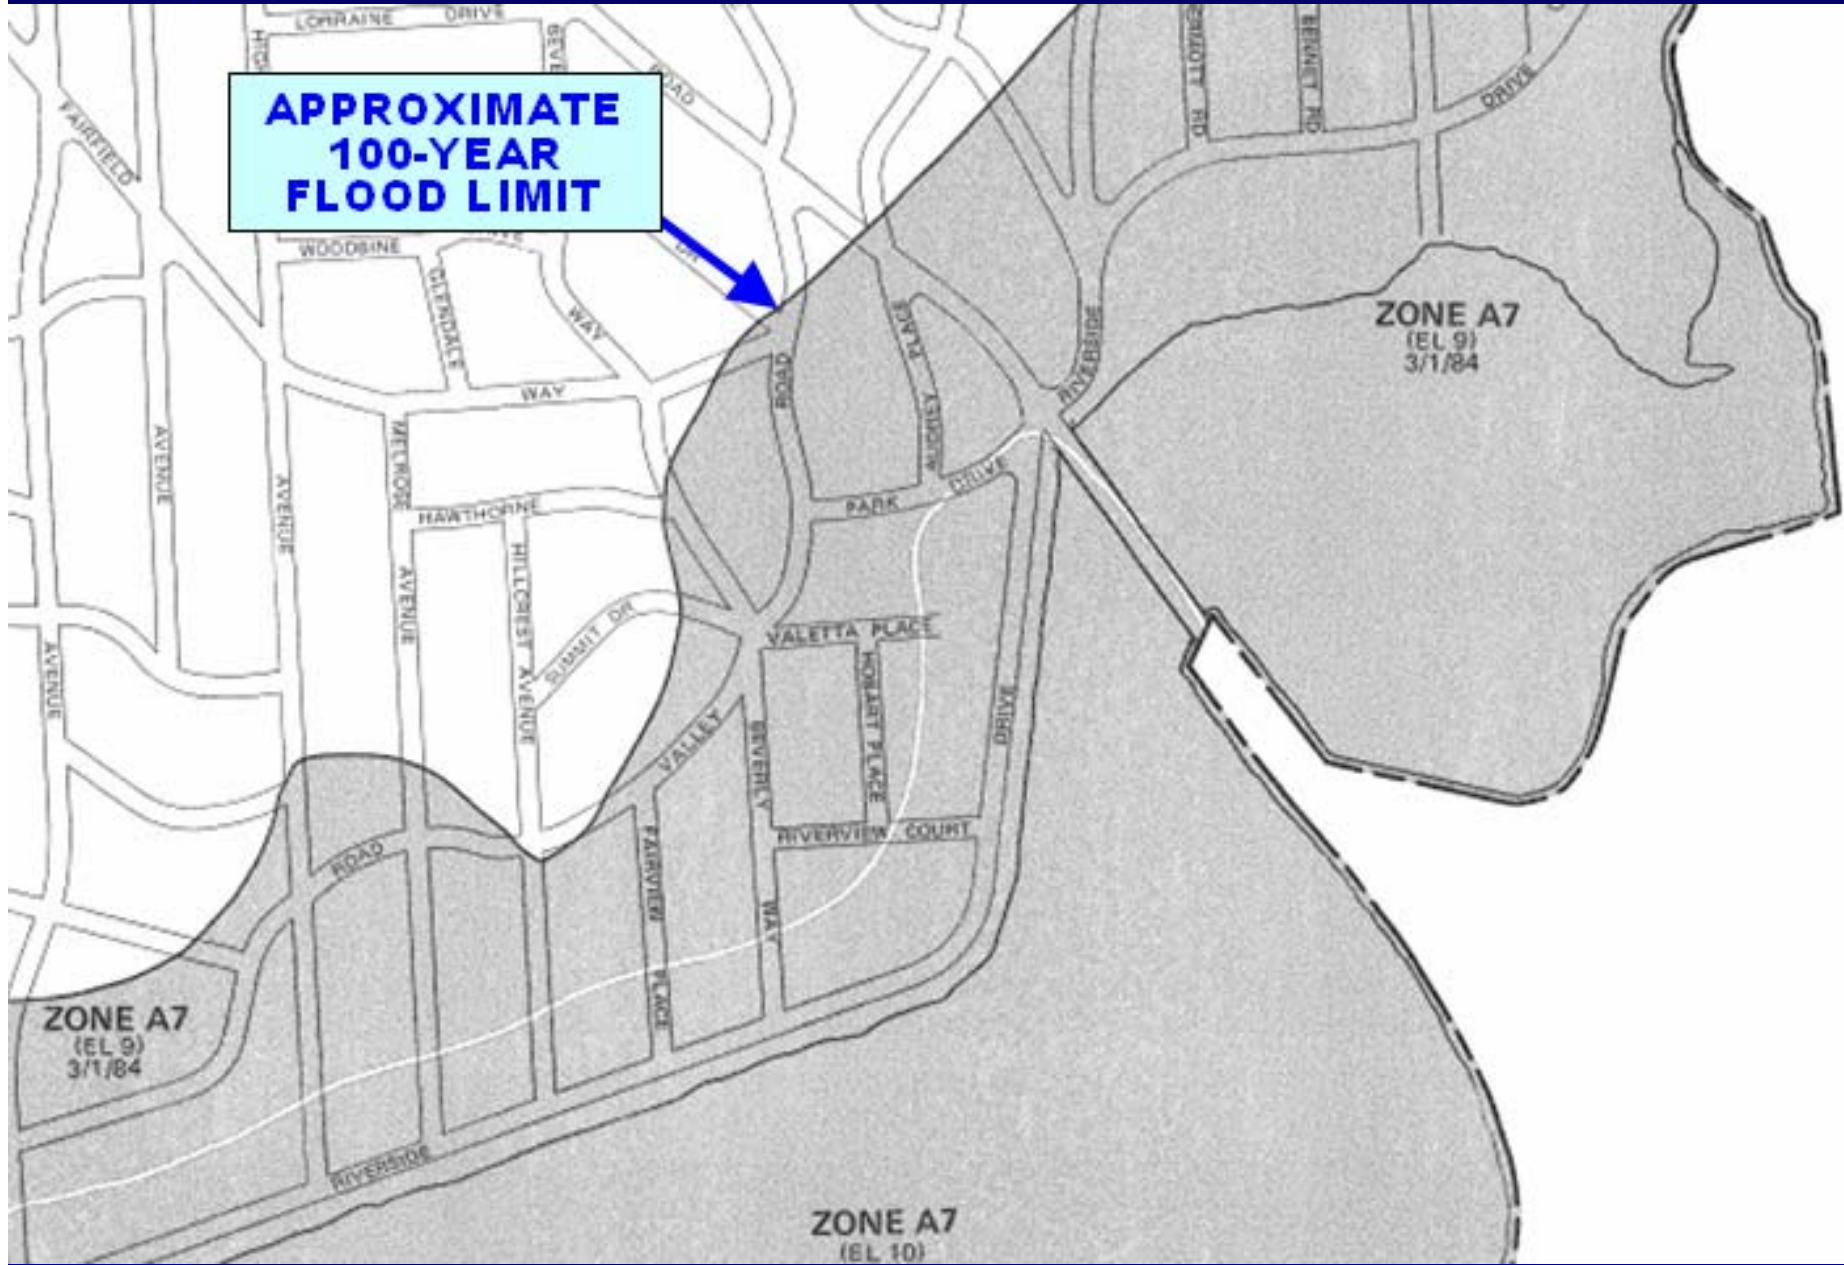 LORRAINE DRIVE
BENNET RD
DRIVE
ROAD
FAIRFIELD
APPROXIMATE
100-YEAR
FLOOD LIMIT
WOODBINE
DR
GLENDALE
WAY
PLACE
RIVERSIDE
ZONE A7
(EL 9)
3/1/84
ROAD
WAY
AUDREY
MELROSE
AVENUE
AVENUE
HAWTHORNE
PARK DRIVE
HILLCREST AVENUE
AVENUE
SUMMIT DR
VALETTA PLACE
HOBART PLACE
AVENUE
VALLEY
DRIVE
BEVERLY
RIVERVIEW COURT
ROAD
FAIRVIEW
WAY
PLACE
ZONE A7
(EL 9)
3/1/84
RIVERSIDE
ZONE A7
(EL 10)